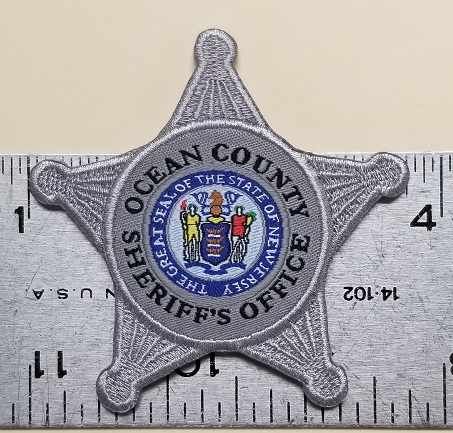 OCEAN COUNTY
SHERIFF'S OFFICE
THE GREAT SEAL OF THE STATE OF NEW JERSEY
1
4
U.S.A
14-102
11
10
8